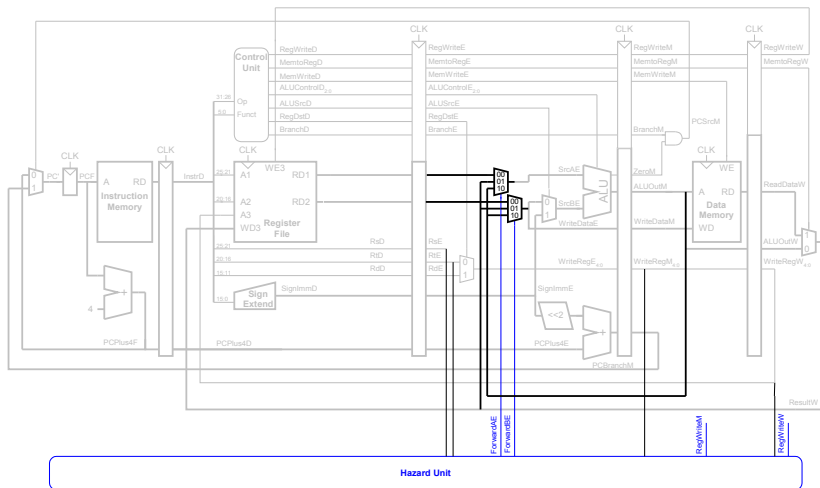 CLK CLK CLK
RegWriteD RegWriteE RegWriteM RegWriteW
Control Unit
MemtoRegD MemtoRegE MemtoRegM MemtoRegW
MemWriteD MemWriteE MemWriteM
ALUControlD2:0 ALUControlE2:0
31:26 Op ALUSrcD ALUSrcE
5:0 Funct RegDstD RegDstE PCSrcM
BranchD BranchE BranchM
CLK CLK CLK CLK
WE3 WE
0 1 PC' PCF A RD InstrD 25:21 A1 RD1 00 01 10 SrcAE ZeroM
Instruction Memory
20:16 A2 RD2 00 01 10 0 1 SrcBE ALU ALUOutM A RD ReadDataW
A3 Register File WriteDataE WriteDataM Data Memory
WD3 WD 1 0
25:21 RsD RsE ALUOutW
20:16 RtD RtE
15:11 RdD RdE 0 1 WriteRegE4:0 WriteRegM4:0 WriteRegW4:0
+ Sign Extend SignImmD SignImmE
4 15:0 <<2 +
PCPlus4F PCPlus4D PCPlus4E
PCBranchM
ResultW
ForwardAE ForwardBE RegWriteM RegWriteW
Hazard Unit